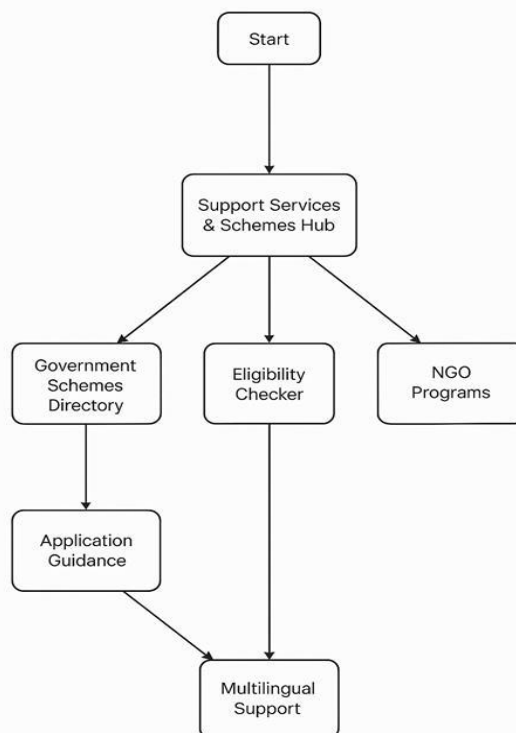 Start
Support Services
& Schemes Hub
Government
Schemes
Directory
Eligibility
Checker
NGO
Programs
Application
Guidance
Multilingual
Support